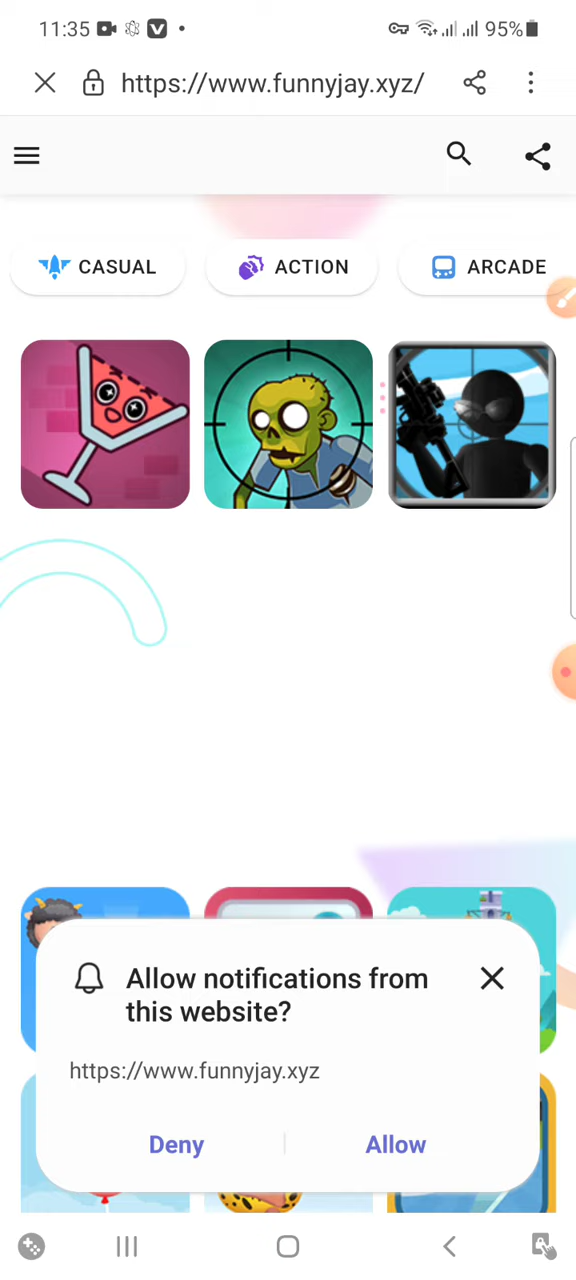 11:35
95%
https://www.funnyjay.xyz/
CASUAL
ACTION
ARCADE
Allow notifications from
this website?
https://www.funnyjay.xyz
Deny
Allow